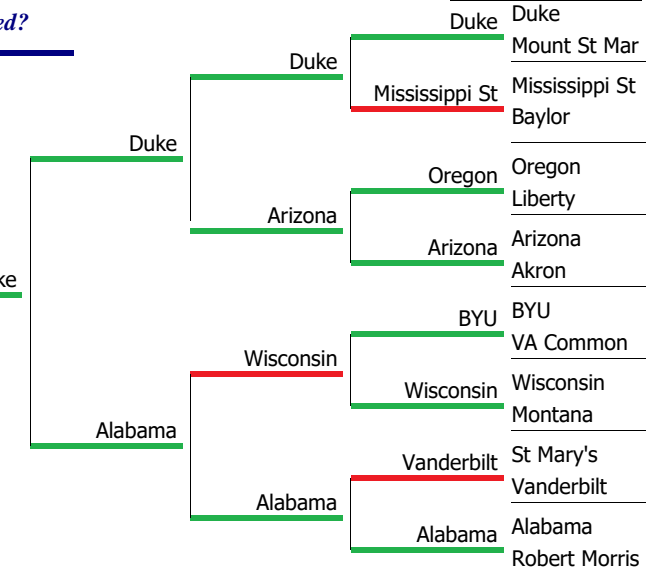 ed?
Duke
Duke
Mount St Mar
Duke
Mississippi St
Mississippi St
Baylor
Duke
Oregon
Oregon
Liberty
Arizona
Arizona
Arizona
Akron
ke
BYU
BYU
VA Common
Wisconsin
Wisconsin
Wisconsin
Montana
Alabama
Vanderbilt
St Mary's
Vanderbilt
Alabama
Alabama
Alabama
Robert Morris